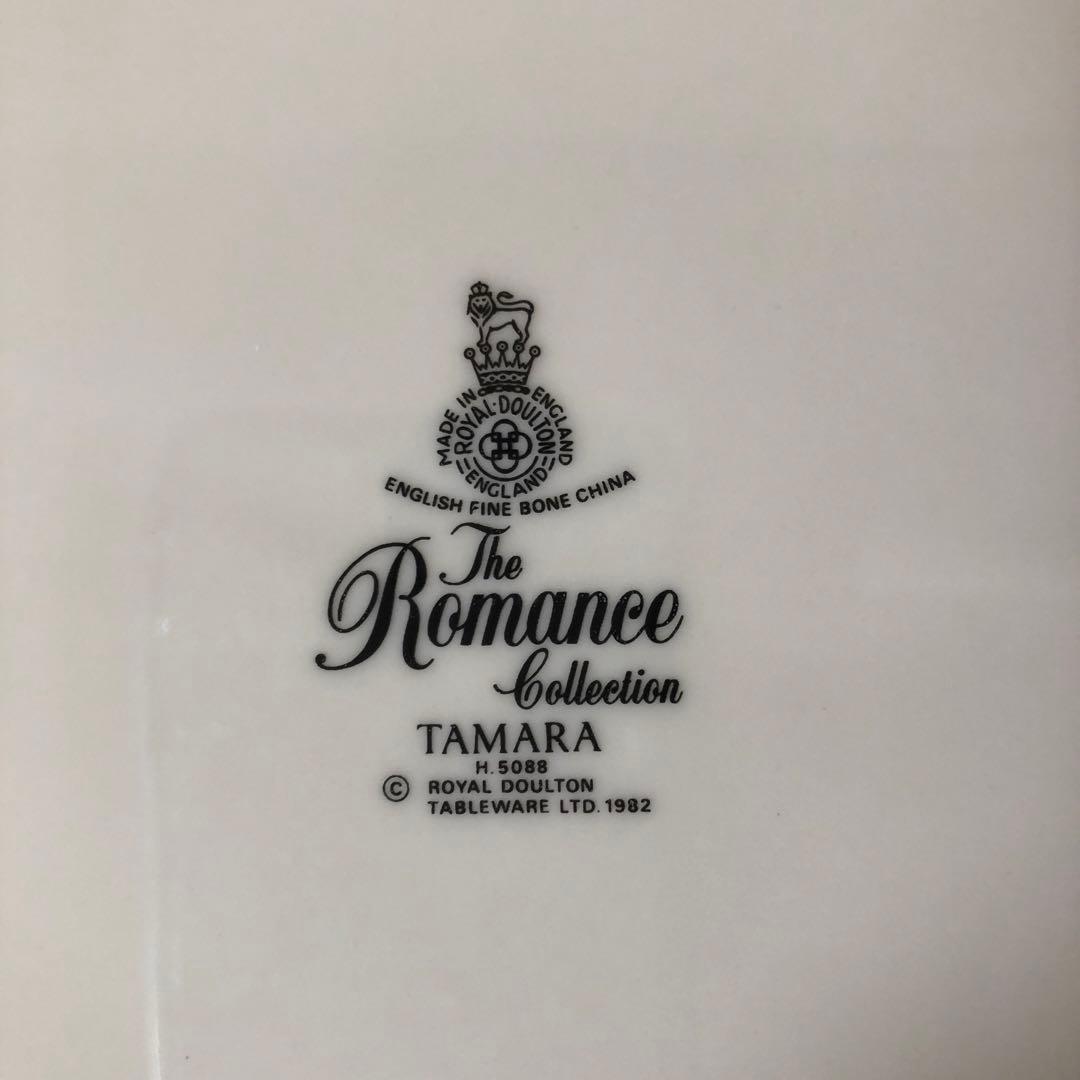 MADE IN ENGLAND
ROYAL·DOULTON
ENGLAND
ENGLISH FINE BONE CHINA
The
Romance
Collection
TAMARA
H.5088
© ROYAL DOULTON
TABLEWARE LTD.1982